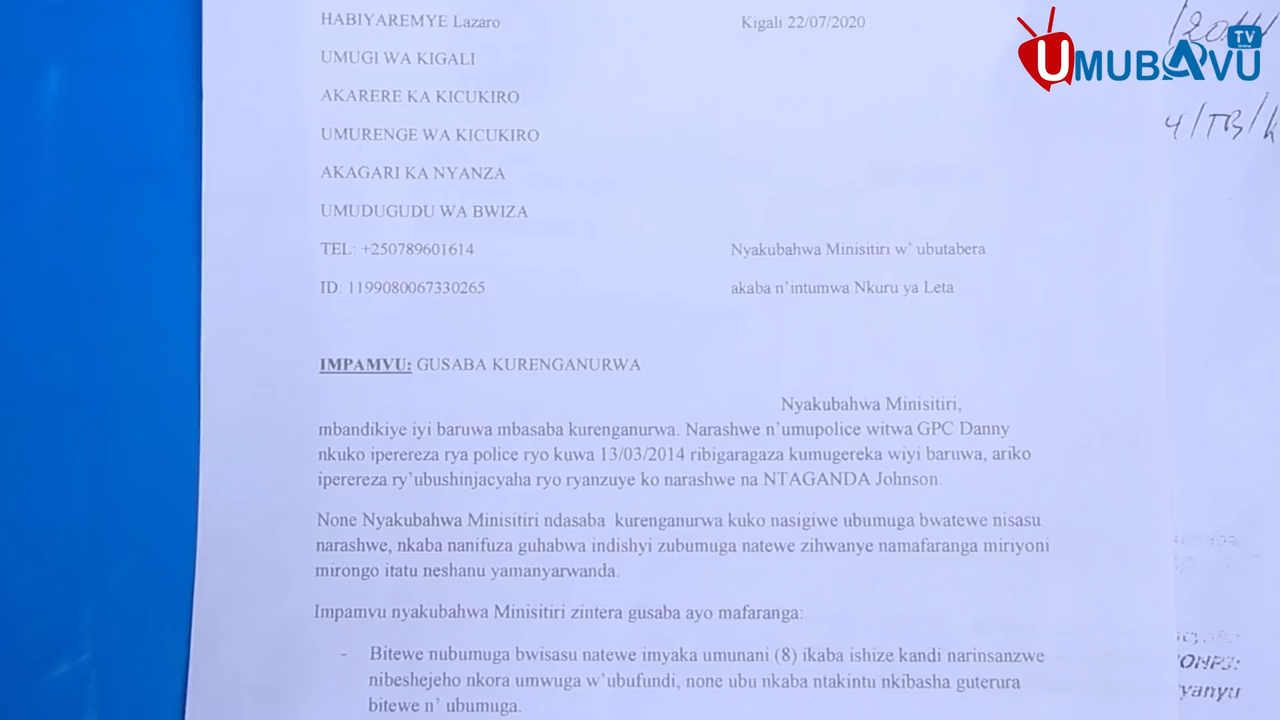 HABIYAREMYE Lazaro
Kigali 22/07/2020
UMUBAVU TV
Online
UMUGI WA KIGALI
AKARERE KA KICUKIRO
UMURENGE WA KICUKIRO
4/TB/
AKAGARI KA NYANZA
UMUDUGUDU WA BWIZA
TEL: +250789601614
Nyakubahwa Minisitiri w' ubutabera
ID: 1199080067330265
akaba n'intumwa Nkuru ya Leta
IMPAMVU: GUSABA KURENGANURWA
Nyakubahwa Minisitiri,
mbandikiye iyi baruwa mbasaba kurenganurwa. Narashwe n'umupolice witwa GPC Danny
nkuko iperereza rya police ryo kuwa 13/03/2014 ribigaragaza kumugereka wiyi baruwa, ariko
iperereza ry'ubushinjacyaha ryo ryanzuye ko narashwe na NTAGANDA Johnson.
None Nyakubahwa Minisitiri ndasaba kurenganurwa kuko nasigiwe ubumuga bwatewe nisasu
narashwe, nkaba nanifuza guhabwa indishyi zubumuga natewe zihwanye namafaranga miriyoni
mirongo itatu neshanu yamanyarwanda.
Impamvu nyakubahwa Minisitiri zintera gusaba ayo mafaranga:
- Bitewe nubumuga bwisasu natewe imyaka umunani (8) ikaba ishize kandi narinsanzwe
nibeshejeho nkora umwuga w'ubufundi, none ubu nkaba ntakintu nkibasha guterura
bitewe n' ubumuga.